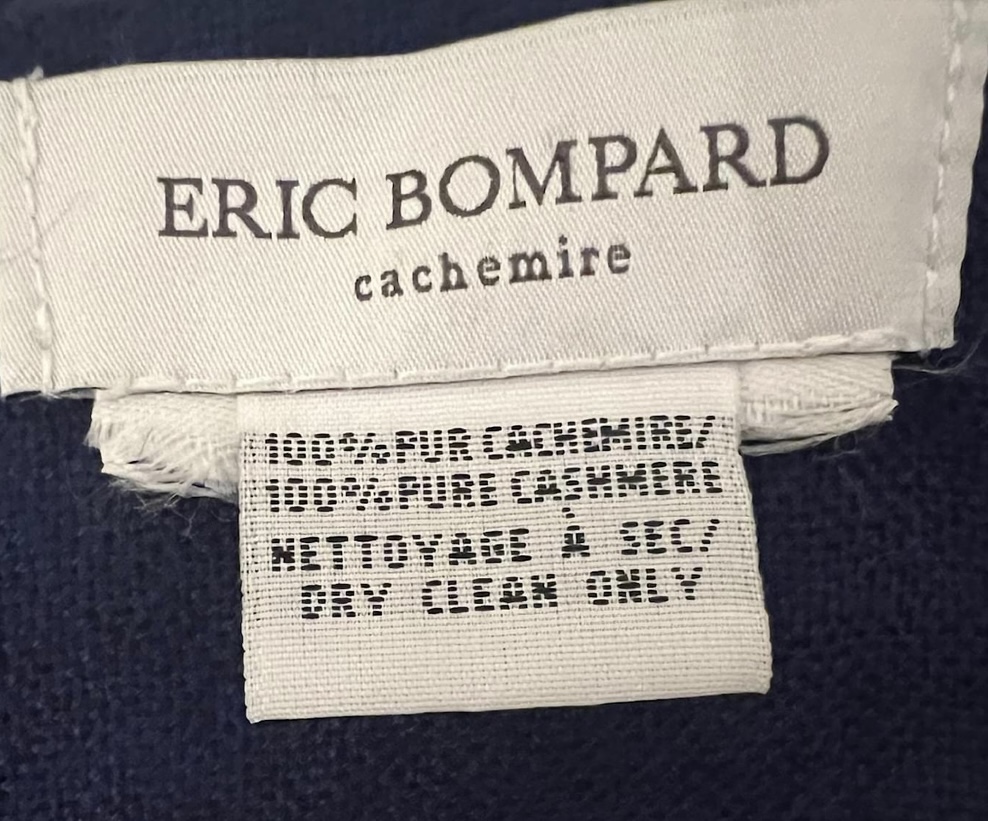 ERIC BOMPARD
cachemire
100%PUR CACHEMIRE/
100%PURE CASHMERE
NETTOYAGE À SEC/
DRY CLEAN ONLY